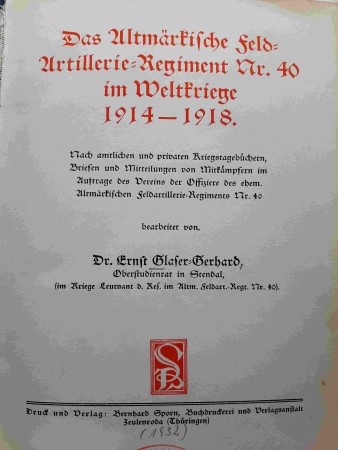 Das Altmärkische Feld-
Artillerie-Regiment Nr. 40
im Weltkriege
1914—1918.
Nach amtlichen und privaten Kriegstagebüchern,
Briefen und Mitteilungen von Mitkämpfern im
Auftrage des Vereins der Offiziere des ehem.
Altmärkischen Feldartillerie-Regiments Nr. 40
bearbeitet von
Dr. Ernst Glaser-Gerhard,
Oberstudienrat in Stendal,
(im Kriege Leutnant d. Res. im Altm. Feldart.-Regt. Nr. 40).
Druck und Verlag: Bernhard Sporn, Buchdruckerei und Verlagsanstalt
Zeulenroda (Thüringen)
(1932)